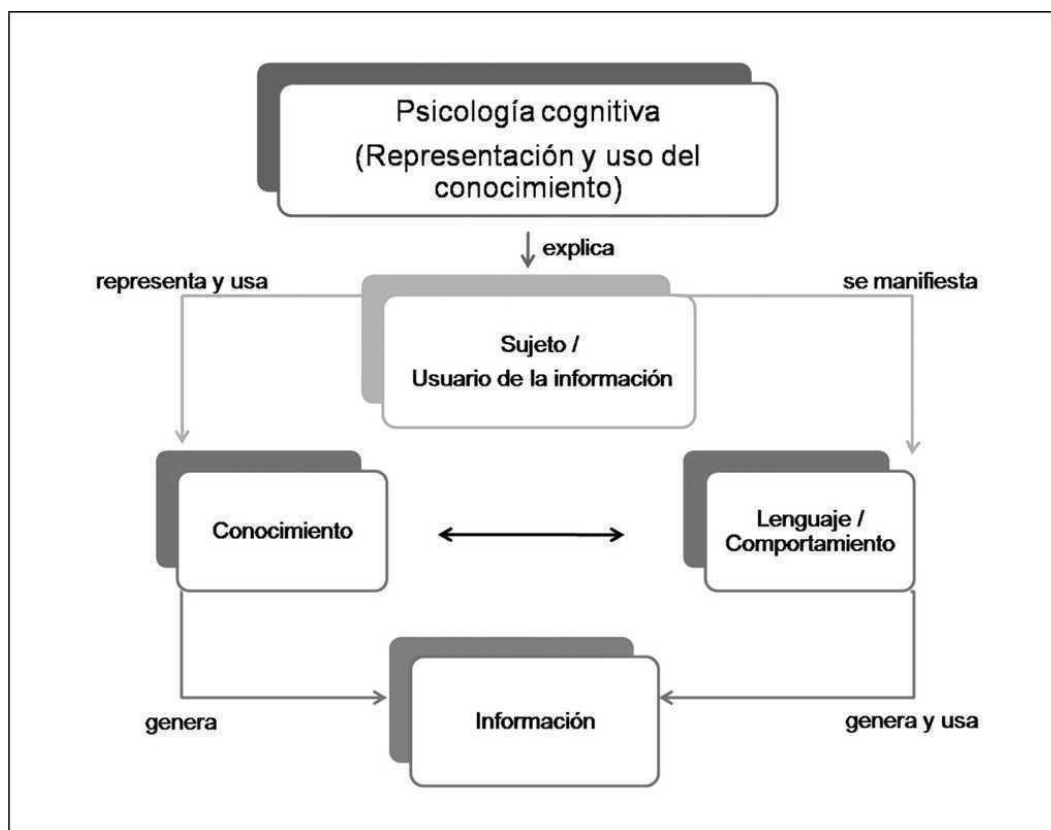 Psicología cognitiva
(Representación y uso del
conocimiento)
explica
representa y usa
se manifiesta
Sujeto /
Usuario de la información
Conocimiento
Lenguaje /
Comportamiento
genera
Información
genera y usa